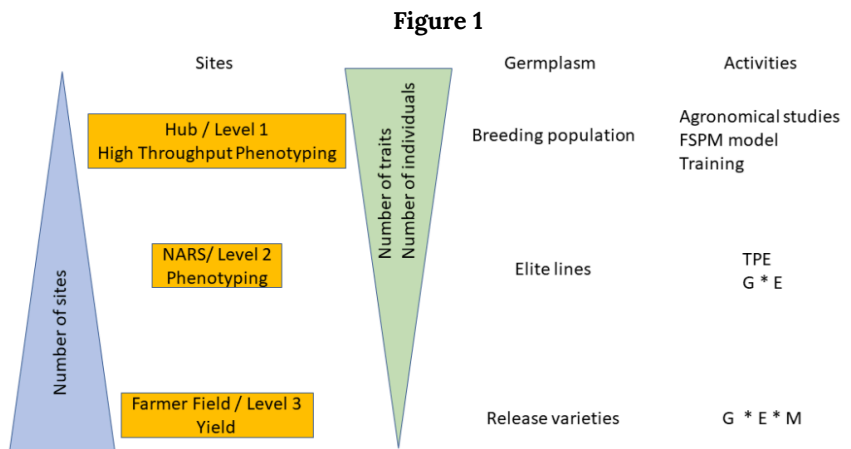 Figure 1
Sites
Germplasm
Activities
Hub / Level 1
High Throughput Phenotyping
Breeding population
Agronomical studies
FSPM model
Training
Number of traits
Number of individuals
NARS/ Level 2
Phenotyping
Elite lines
TPE
G * E
Number of sites
Farmer Field / Level 3
Yield
Release varieties
G * E * M